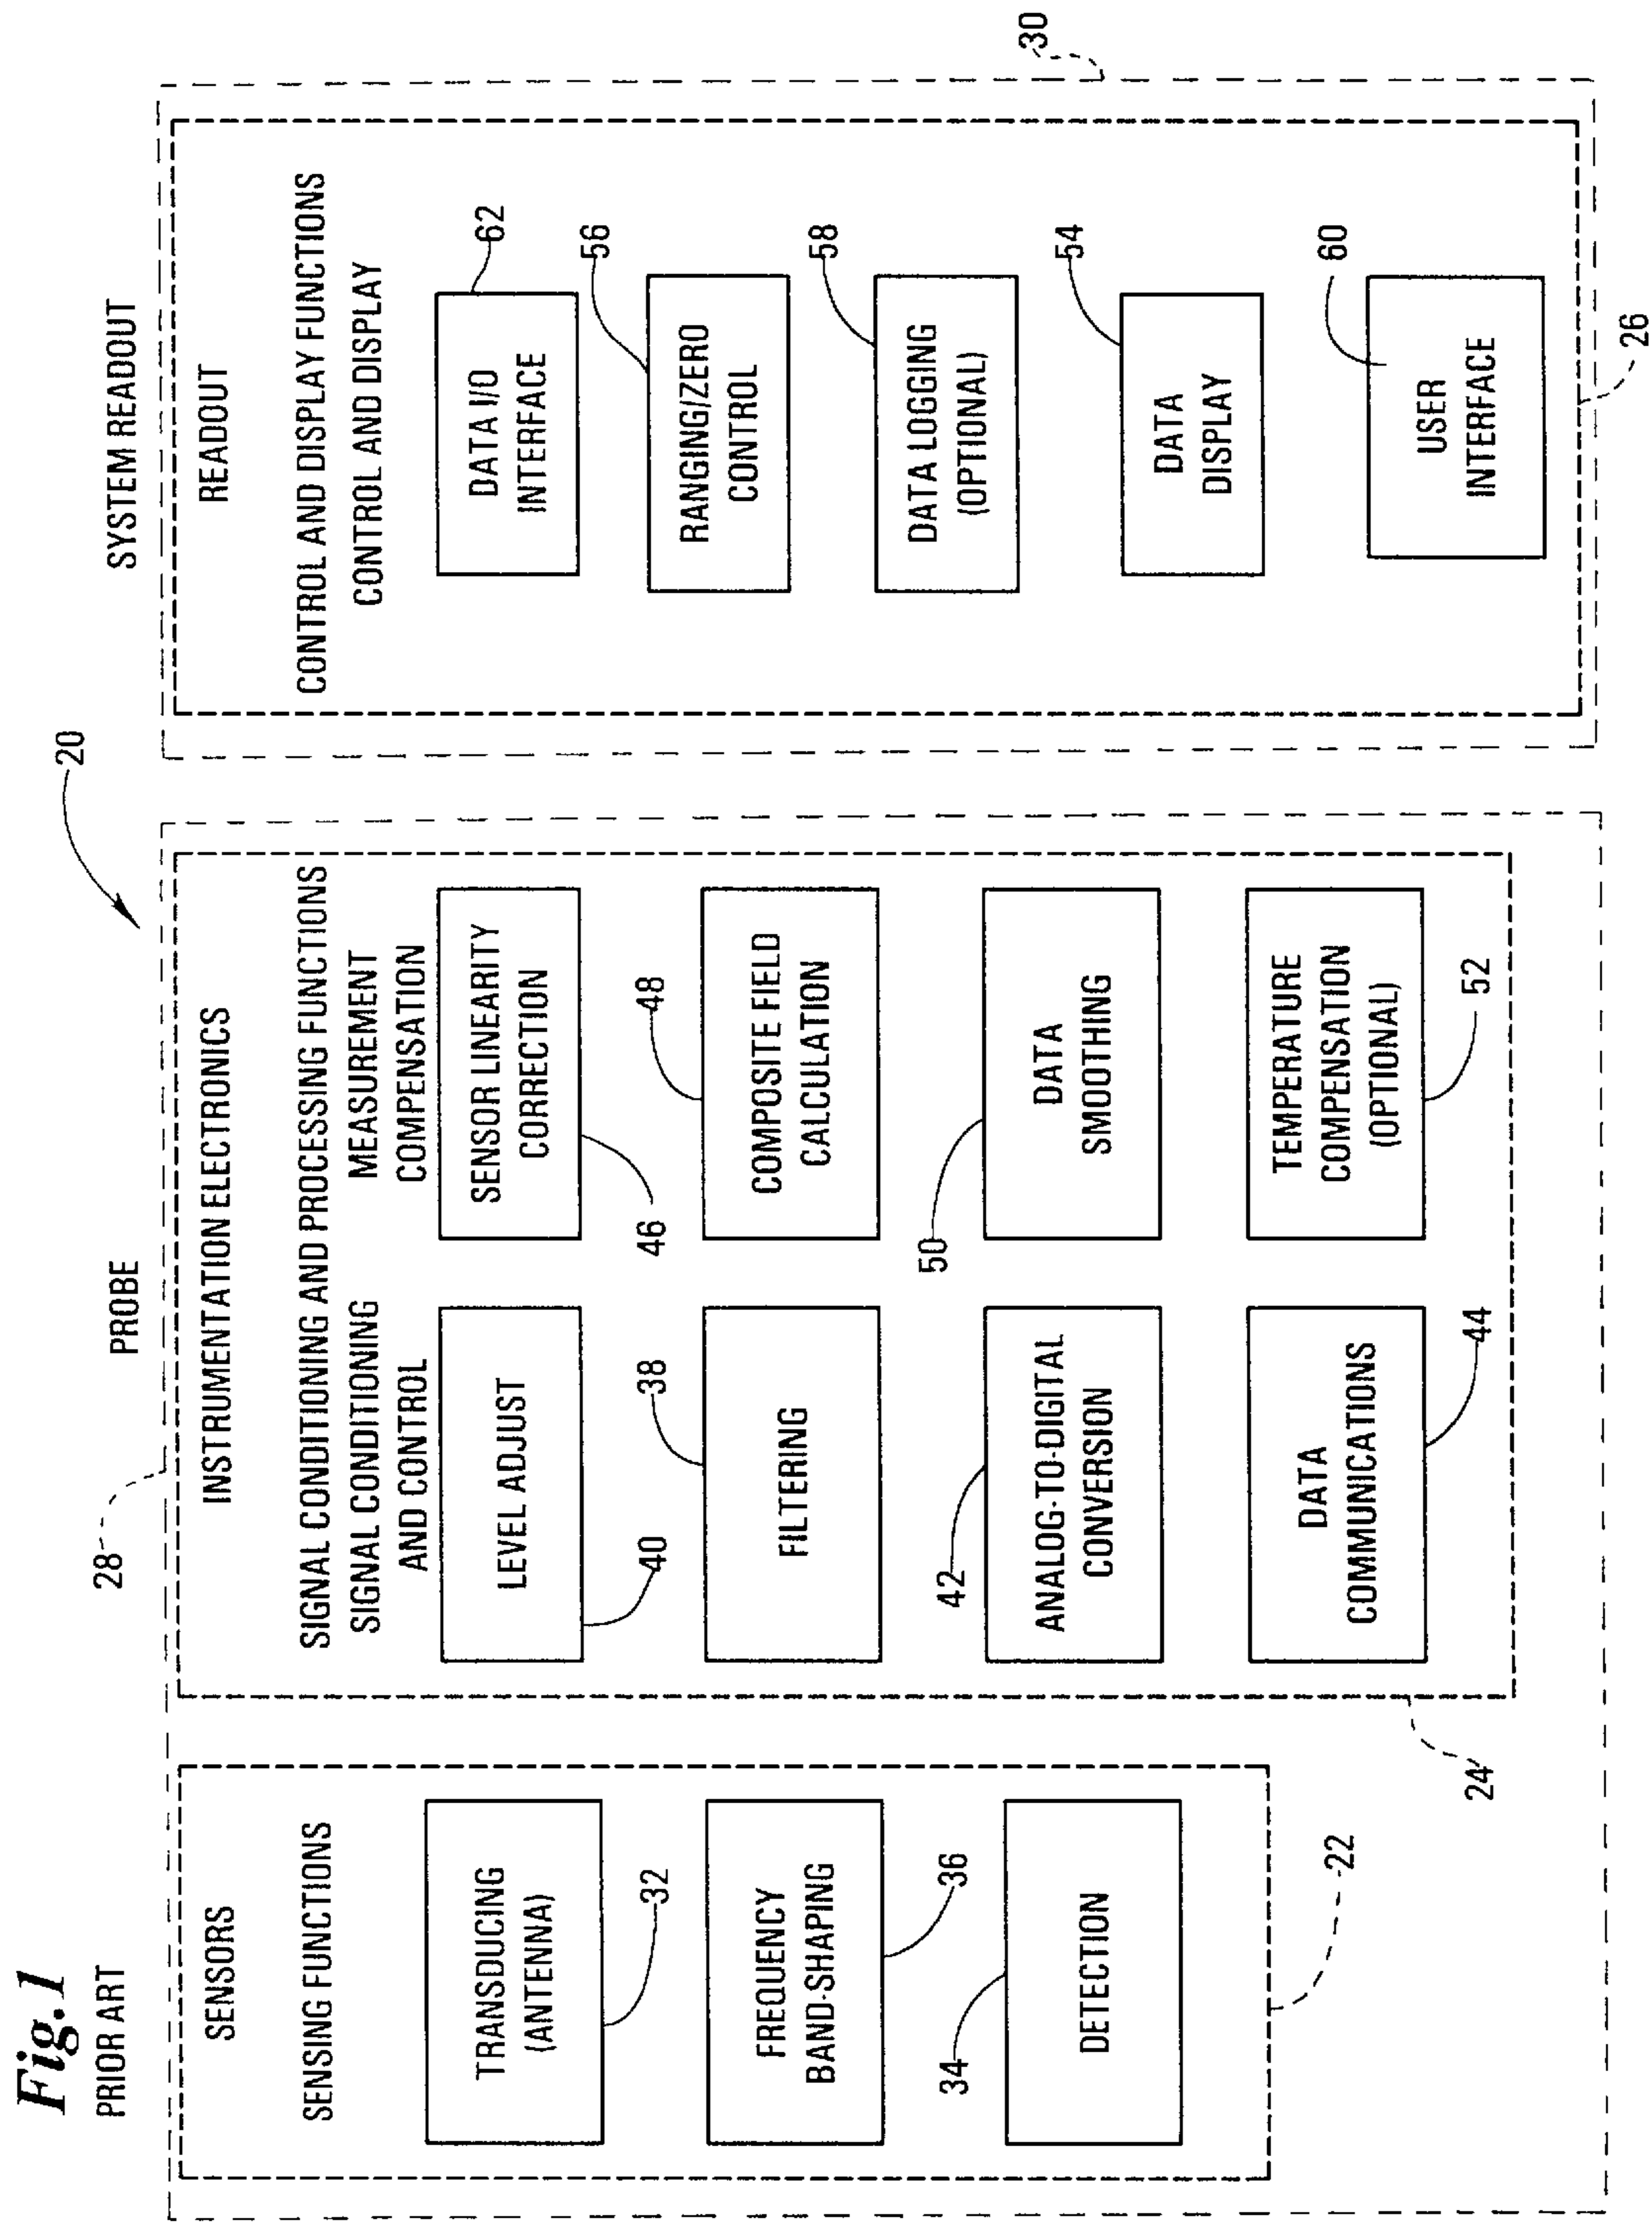 Fig.1
PRIOR ART
20
PROBE
28
SENSORS
SENSING FUNCTIONS
TRANSDUCING
(ANTENNA)
32
FREQUENCY
BAND-SHAPING
36
34
DETECTION
22
INSTRUMENTATION ELECTRONICS
SIGNAL CONDITIONING AND PROCESSING FUNCTIONS
SIGNAL CONDITIONING
AND CONTROL
LEVEL ADJUST
40
38
FILTERING
42
ANALOG-TO-DIGITAL
CONVERSION
DATA
COMMUNICATIONS
44
MEASUREMENT
COMPENSATION
SENSOR LINEARITY
CORRECTION
46
48
COMPOSITE FIELD
CALCULATION
50
DATA
SMOOTHING
TEMPERATURE
COMPENSATION
(OPTIONAL)
52
24
SYSTEM READOUT
30
READOUT
CONTROL AND DISPLAY FUNCTIONS
CONTROL AND DISPLAY
DATA I/O
INTERFACE
62
56
RANGING/ZERO
CONTROL
58
DATA LOGGING
(OPTIONAL)
54
DATA
DISPLAY
60
USER
INTERFACE
26